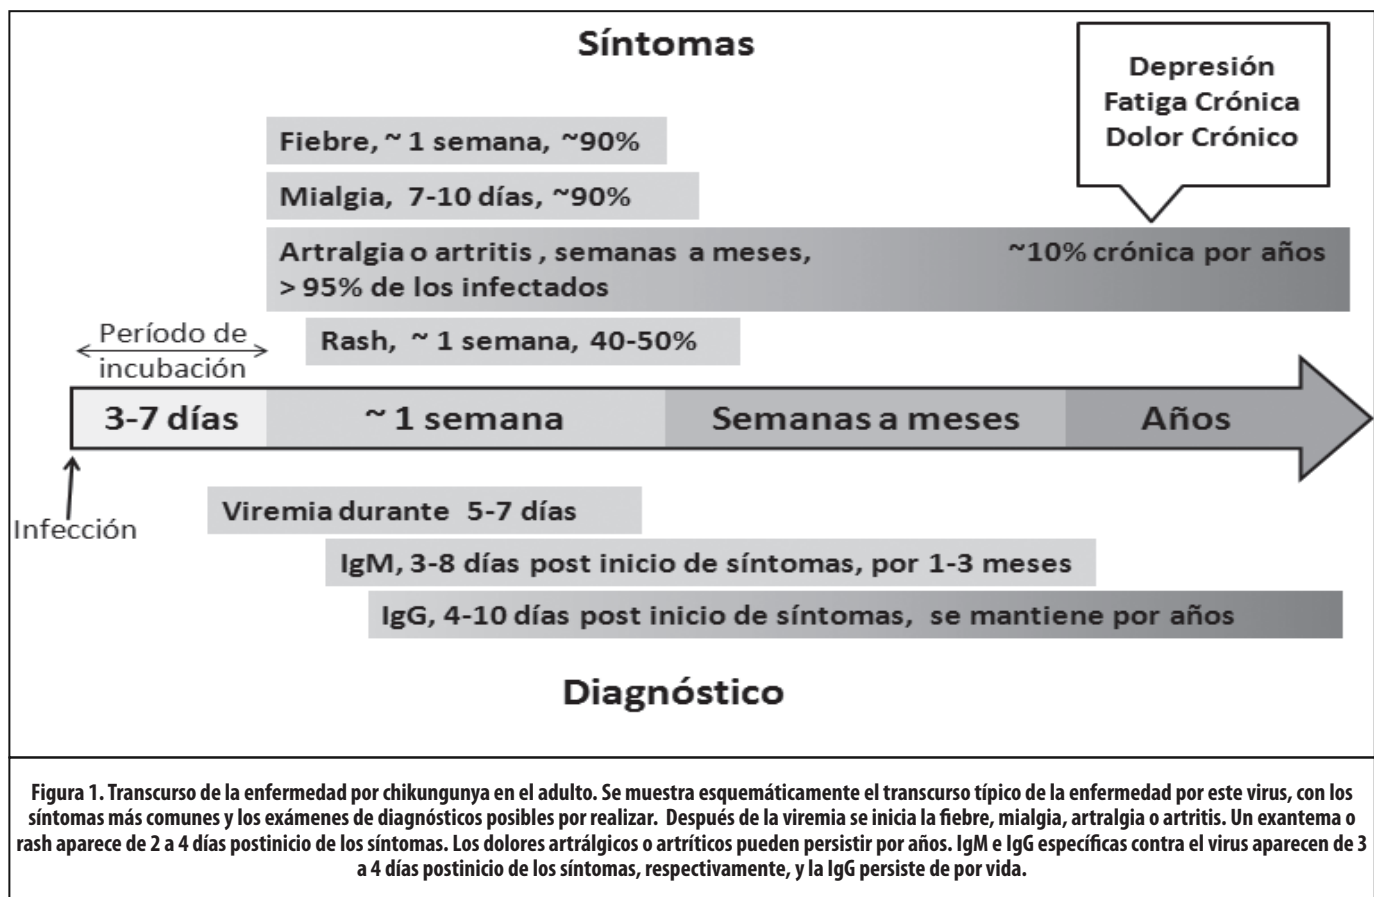 Síntomas
Depresión
Fatiga Crónica
Dolor Crónico
Fiebre, ~ 1 semana, ~90%
Mialgia, 7-10 días, ~90%
Artralgia o artritis , semanas a meses,
> 95% de los infectados
~10% crónica por años
Rash, ~ 1 semana, 40-50%
Período de
incubación
3-7 días
~ 1 semana
Semanas a meses
Años
Infección
Viremia durante 5-7 días
IgM, 3-8 días post inicio de síntomas, por 1-3 meses
IgG, 4-10 días post inicio de síntomas, se mantiene por años
Diagnóstico
Figura 1. Transcurso de la enfermedad por chikungunya en el adulto. Se muestra esquemáticamente el transcurso típico de la enfermedad por este virus, con los
síntomas más comunes y los exámenes de diagnósticos posibles por realizar. Después de la viremia se inicia la fiebre, mialgia, artralgia o artritis. Un exantema o
rash aparece de 2 a 4 días postinicio de los síntomas. Los dolores artrálgicos o artríticos pueden persistir por años. IgM e IgG específicas contra el virus aparecen de 3
a 4 días postinicio de los síntomas, respectivamente, y la IgG persiste de por vida.